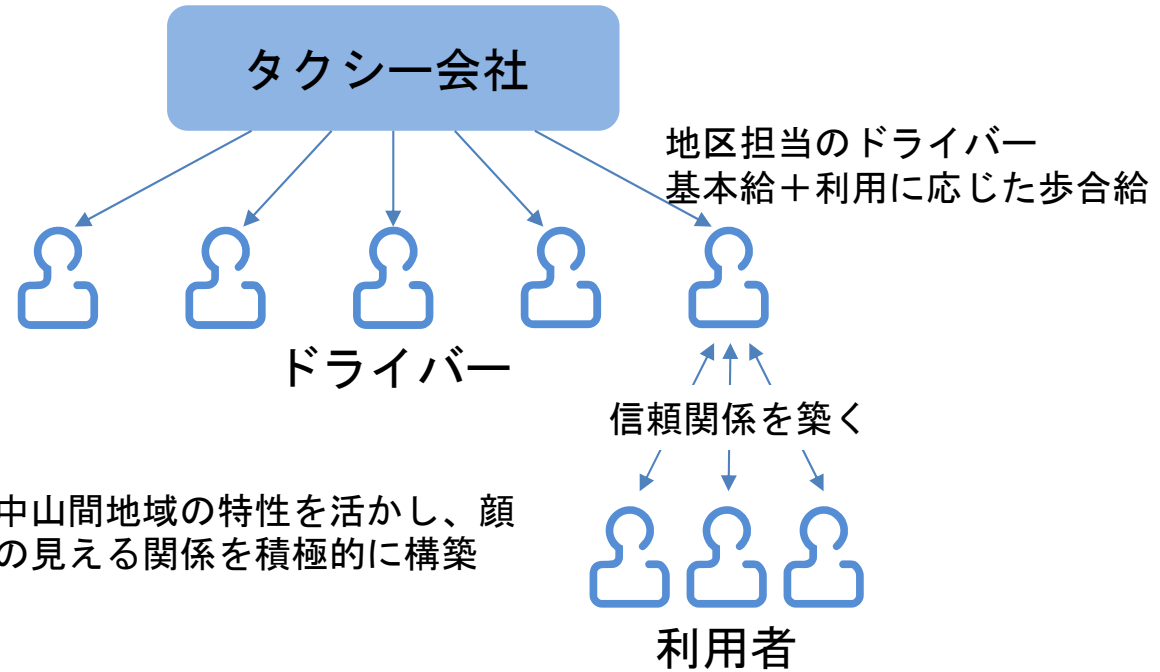 タクシー会社
地区担当のドライバー
基本給＋利用に応じた歩合給
ドライバー
信頼関係を築く
中山間地域の特性を活かし、顔
の見える関係を積極的に構築
利用者